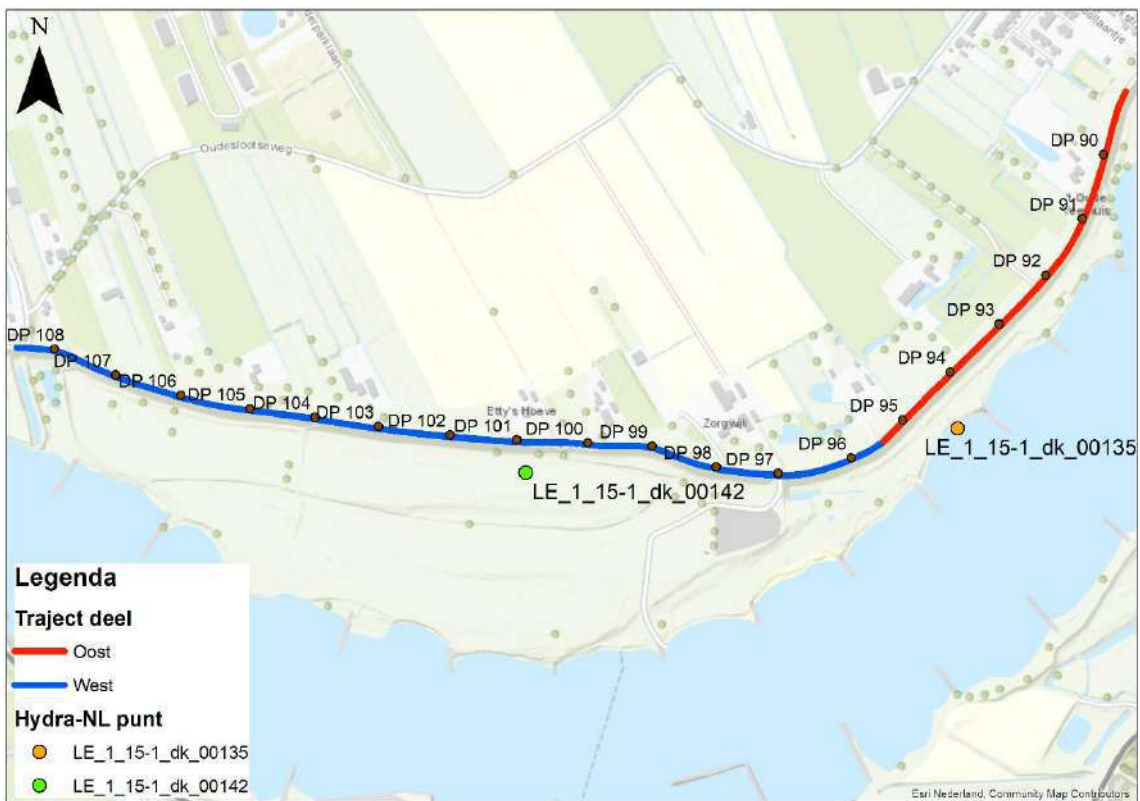 N
Oudeslootseweg
DP 90
DP 91
DP 92
DP 93
DP 94
DP 95
DP 96
DP 97
DP 98
DP 99
DP 100
DP 101
DP 102
DP 103
DP 104
DP 105
DP 106
DP 107
DP 108
Etty's Hoeve
Zorgwijk
LE_1_15-1_dk_00135
LE_1_15-1_dk_00142
Legenda
Traject deel
Oost
West
Hydra-NL punt
LE_1_15-1_dk_00135
LE_1_15-1_dk_00142
Esri Nederland, Community Map Contributors